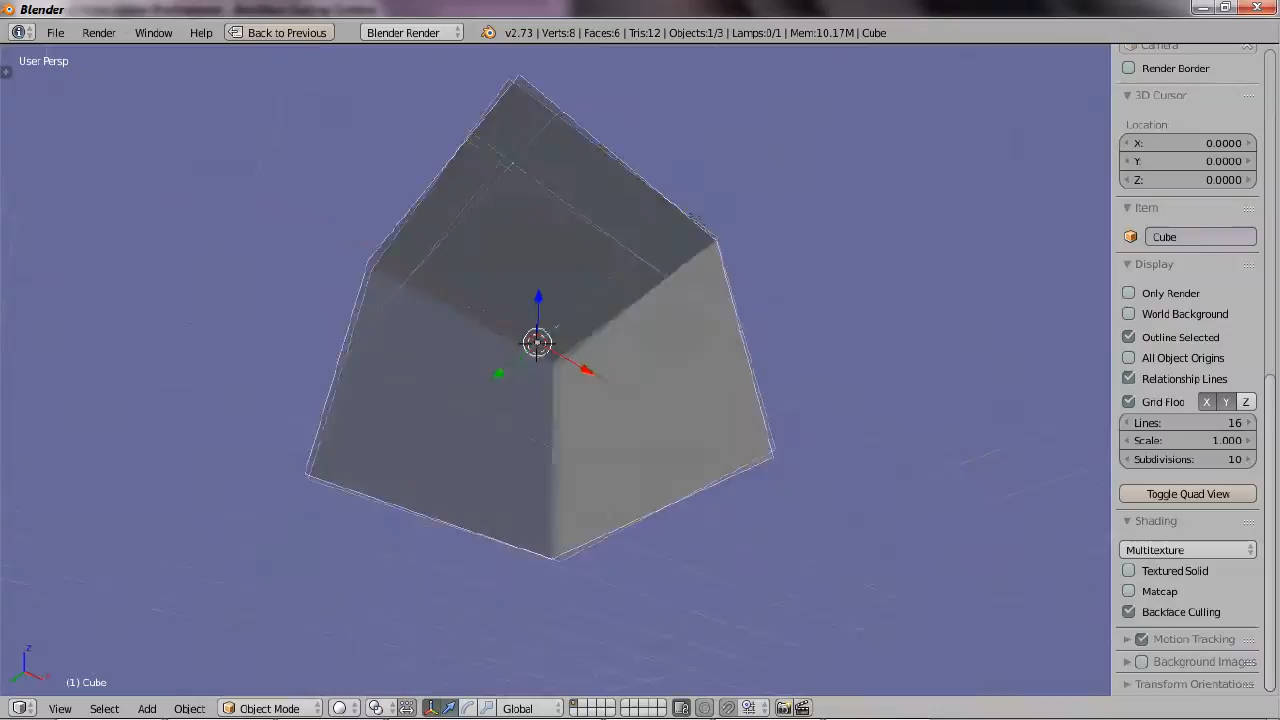 Blender
File Render Window Help Back to Previous Blender Render v2.73 | Verts:8 | Faces:6 | Tris:12 | Objects:1/3 | Lamps:0/1 | Mem:10.17M | Cube
User Persp
Camera
Render Border
3D Cursor
Location
X: 0.0000
Y: 0.0000
Z: 0.0000
Item
Cube
Display
Only Render
World Background
Outline Selected
All Object Origins
Relationship Lines
Grid Floo X Y Z
Lines: 16
Scale: 1.000
Subdivisions: 10
Toggle Quad View
Shading
Multitexture
Textured Solid
Matcap
Backface Culling
Motion Tracking
Background Images
Transform Orientations
z
(1) Cube
View Select Add Object Object Mode Global